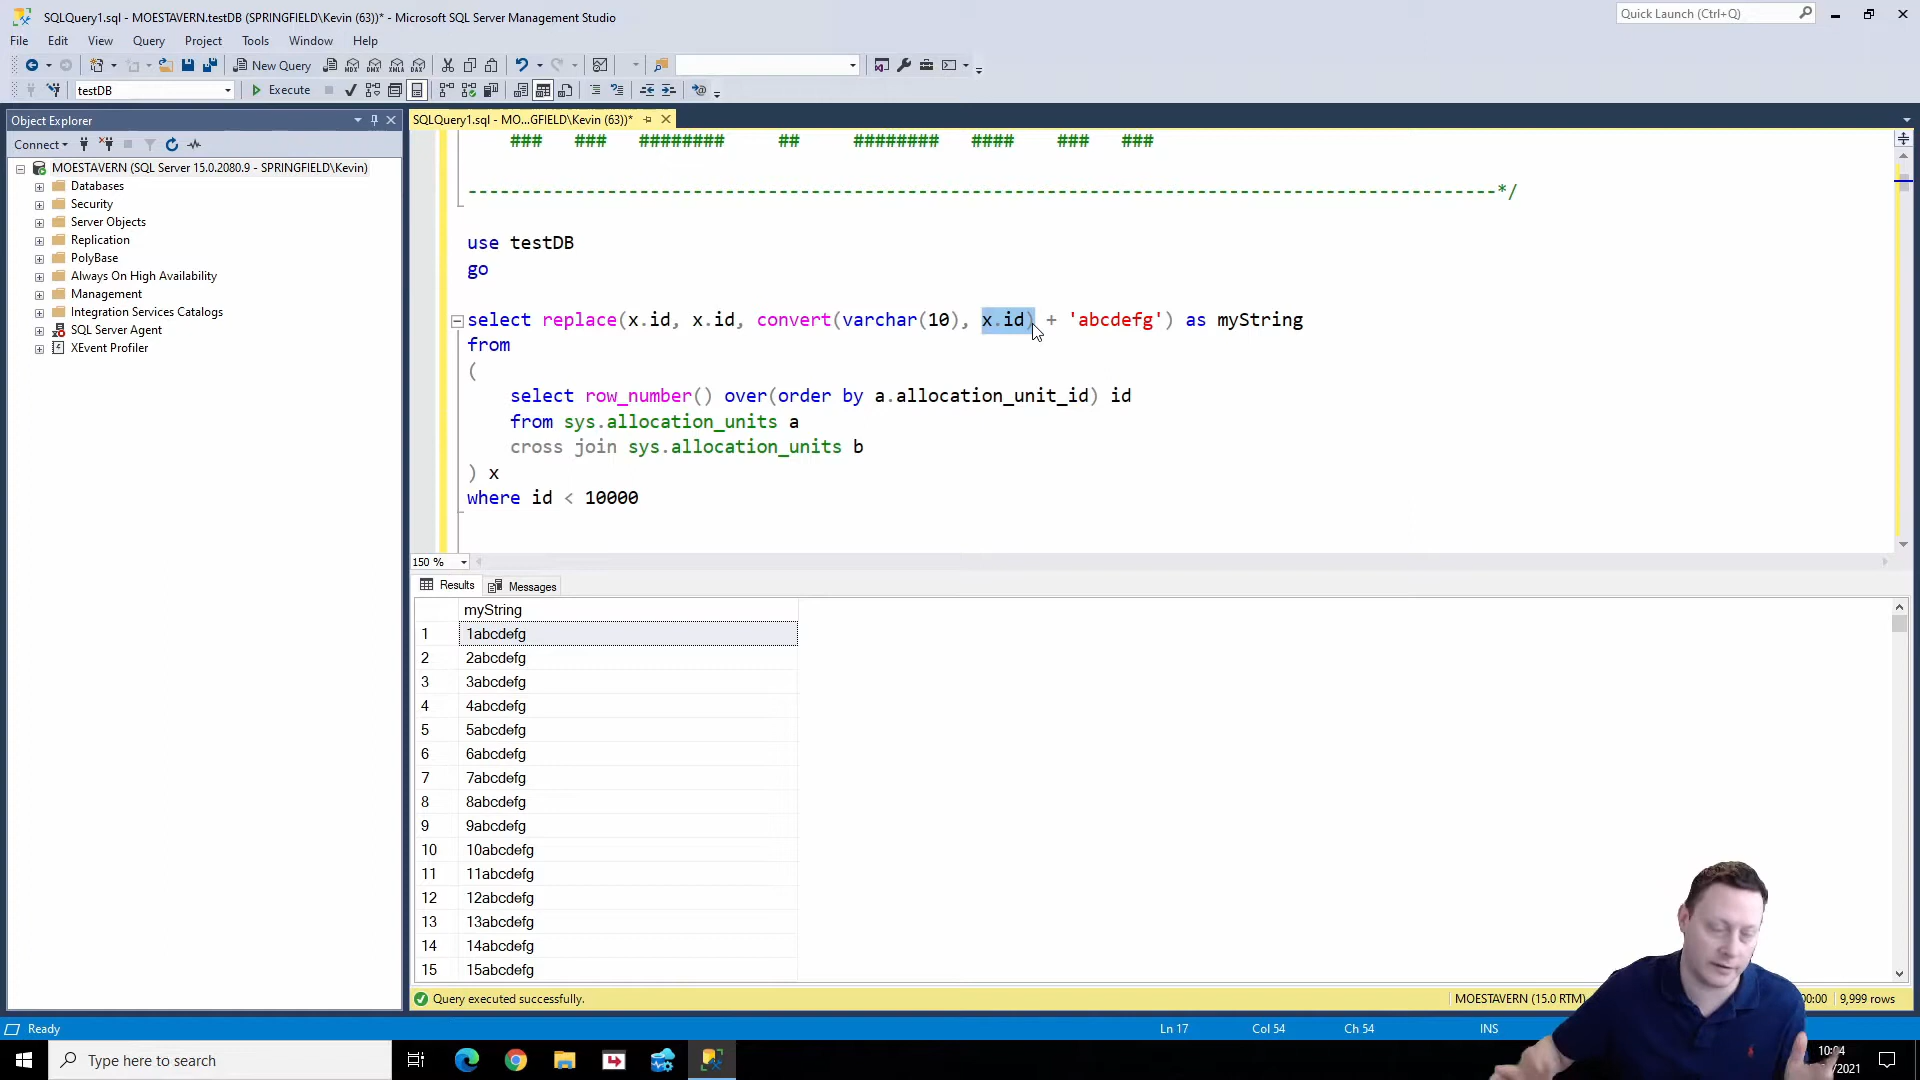 SQLQuery1.sql - MOESTAVERN.testDB (SPRINGFIELD\Kevin (63))* - Microsoft SQL Server Management Studio
Quick Launch (Ctrl+Q)
File Edit View Query Project Tools Window Help
New Query
testDB Execute
Object Explorer
SQLQuery1.sql - MO...GFIELD\Kevin (63))*
Connect
MOESTAVERN (SQL Server 15.0.2080.9 - SPRINGFIELD\Kevin)
Databases
Security
Server Objects
Replication
PolyBase
Always On High Availability
Management
Integration Services Catalogs
SQL Server Agent
XEvent Profiler
### ### ######## ## ######## #### ### ###
------------------------------------------------------------------------------------------------*/
use testDB
go
select replace(x.id, x.id, convert(varchar(10), x.id) + 'abcdefg') as myString
from
(
select row_number() over(order by a.allocation_unit_id) id
from sys.allocation_units a
cross join sys.allocation_units b
) x
where id < 10000
150 %
Results Messages
myString
1 1abcdefg
2 2abcdefg
3 3abcdefg
4 4abcdefg
5 5abcdefg
6 6abcdefg
7 7abcdefg
8 8abcdefg
9 9abcdefg
10 10abcdefg
11 11abcdefg
12 12abcdefg
13 13abcdefg
14 14abcdefg
15 15abcdefg
Query executed successfully. MOESTAVERN (15.0 RTM) 00:00 9,999 rows
Ready Ln 17 Col 54 Ch 54 INS
Type here to search
10:04
2021